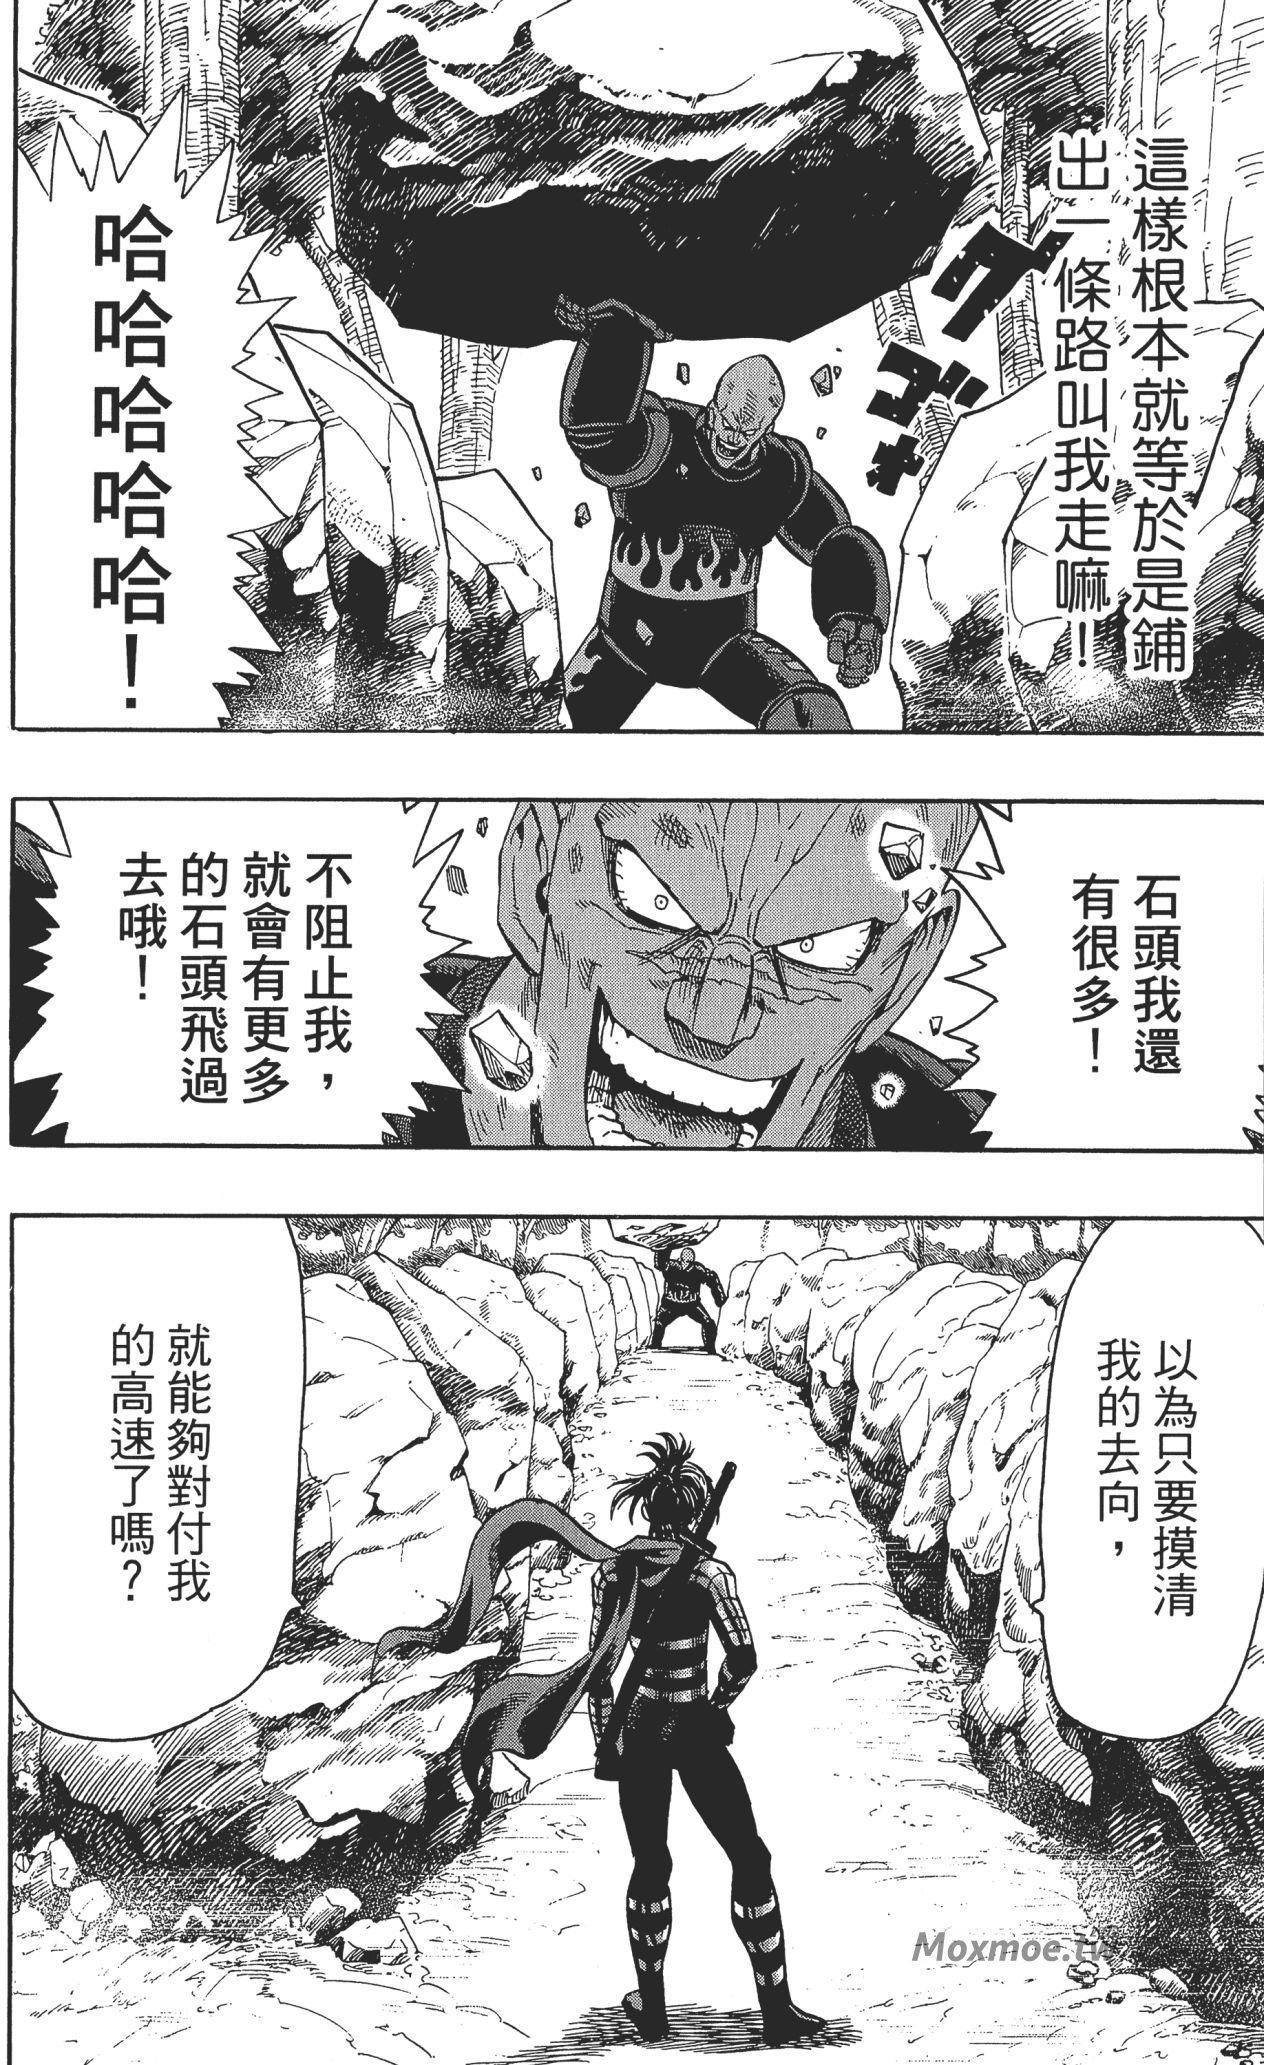 這樣根本就等於是鋪
出一條路叫我走嘛！
グゴォ
哈哈哈哈哈！
石頭我還
有很多！
不阻止我，
就會有更多
的石頭飛過
去哦！
以為只要摸清
我的去向，
就能夠對付我
的高速了嗎？
Moxmoe.tw